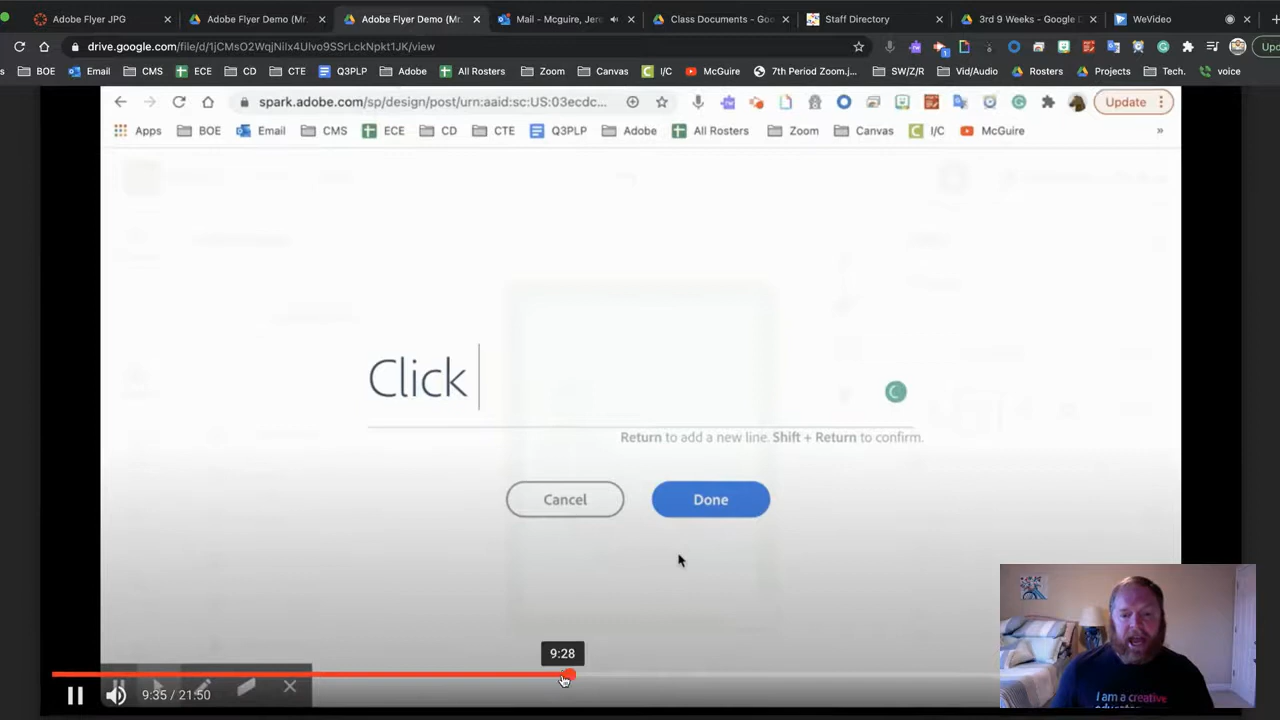 Adobe Flyer JPG
Adobe Flyer Demo (Mr.
Adobe Flyer Demo (Mr.
Mail - Mcguire, Jere
Class Documents - Goo
Staff Directory
3rd 9 Weeks - Google D
WeVideo
drive.google.com/file/d/1jCMsO2WqjNilx4Ulvo9SSrLckNpkt1JK/view
Upc
BOE Email CMS ECE CD CTE Q3PLP Adobe All Rosters Zoom Canvas I/C McGuire 7th Period Zoom.j... SW/Z/R Vid/Audio Rosters Projects Tech. voice
spark.adobe.com/sp/design/post/urn:aaid:sc:US:03ecdc...
Update
Apps BOE Email CMS ECE CD CTE Q3PLP Adobe All Rosters Zoom Canvas I/C McGuire »
Click
Return to add a new line. Shift + Return to confirm.
Cancel Done
9:28
9:35 / 21:50
I am a creative
educator